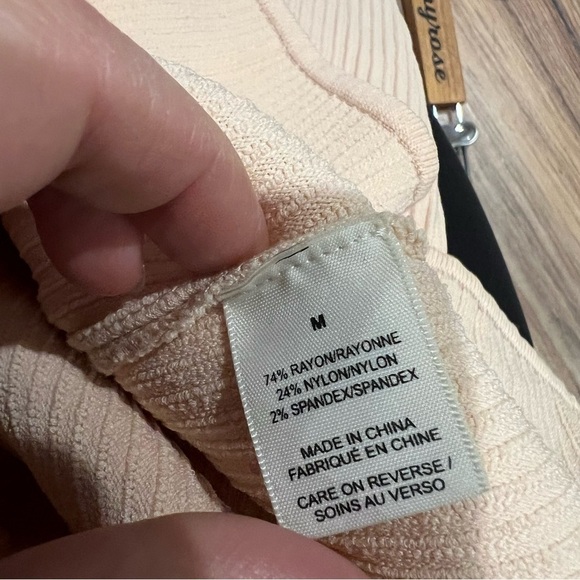 M
74% RAYON/RAYONNE
24% NYLON/NYLON
2% SPANDEX/SPANDEX
MADE IN CHINA
FABRIQUÉ EN CHINE
CARE ON REVERSE /
SOINS AU VERSO